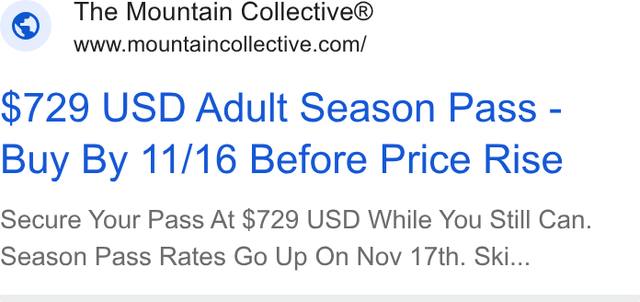 The Mountain Collective®
www.mountaincollective.com/
$729 USD Adult Season Pass -
Buy By 11/16 Before Price Rise
Secure Your Pass At $729 USD While You Still Can.
Season Pass Rates Go Up On Nov 17th. Ski...